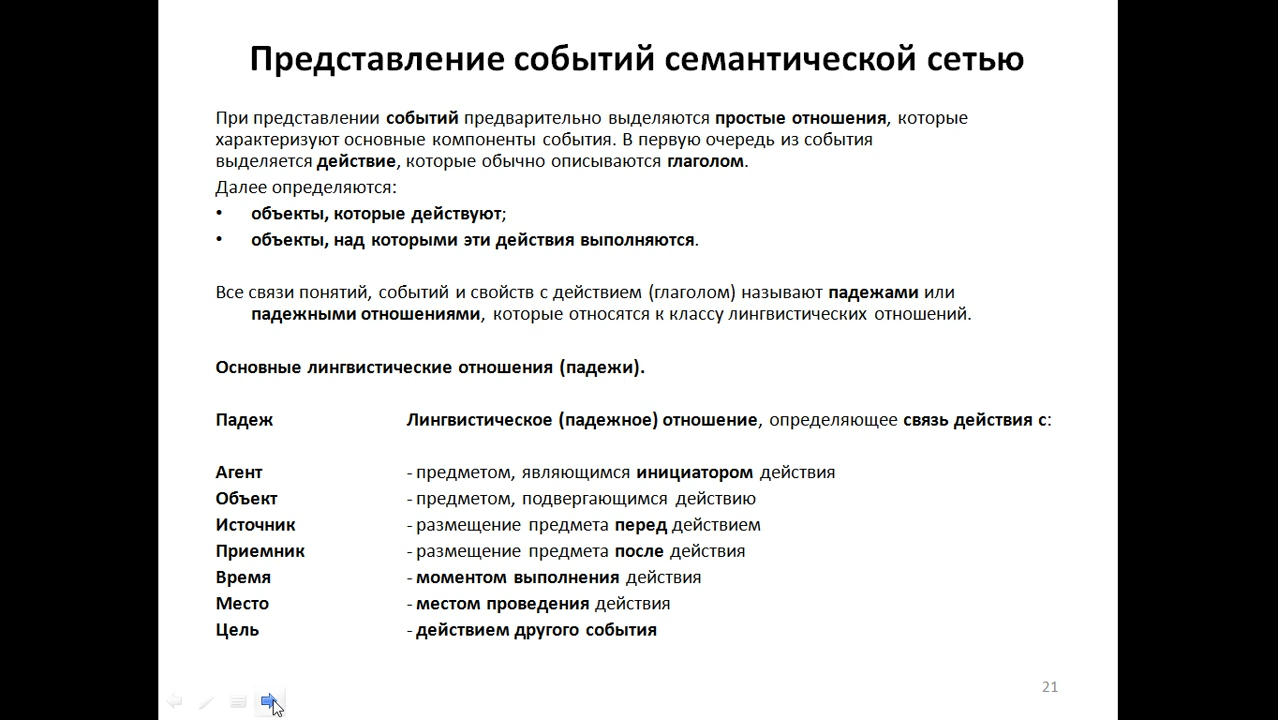 Представление событий семантической сетью
При представлении событий предварительно выделяются простые отношения, которые
характеризуют основные компоненты события. В первую очередь из события
выделяется действие, которые обычно описываются глаголом.
Далее определяются:
• объекты, которые действуют;
• объекты, над которыми эти действия выполняются.
Все связи понятий, событий и свойств с действием (глаголом) называют падежами или
падежными отношениями, которые относятся к классу лингвистических отношений.
Основные лингвистические отношения (падежи).
Падеж Лингвистическое (падежное) отношение, определяющее связь действия с:
Агент - предметом, являющимся инициатором действия
Объект - предметом, подвергающимся действию
Источник - размещение предмета перед действием
Приемник - размещение предмета после действия
Время - моментом выполнения действия
Место - местом проведения действия
Цель - действием другого события
21